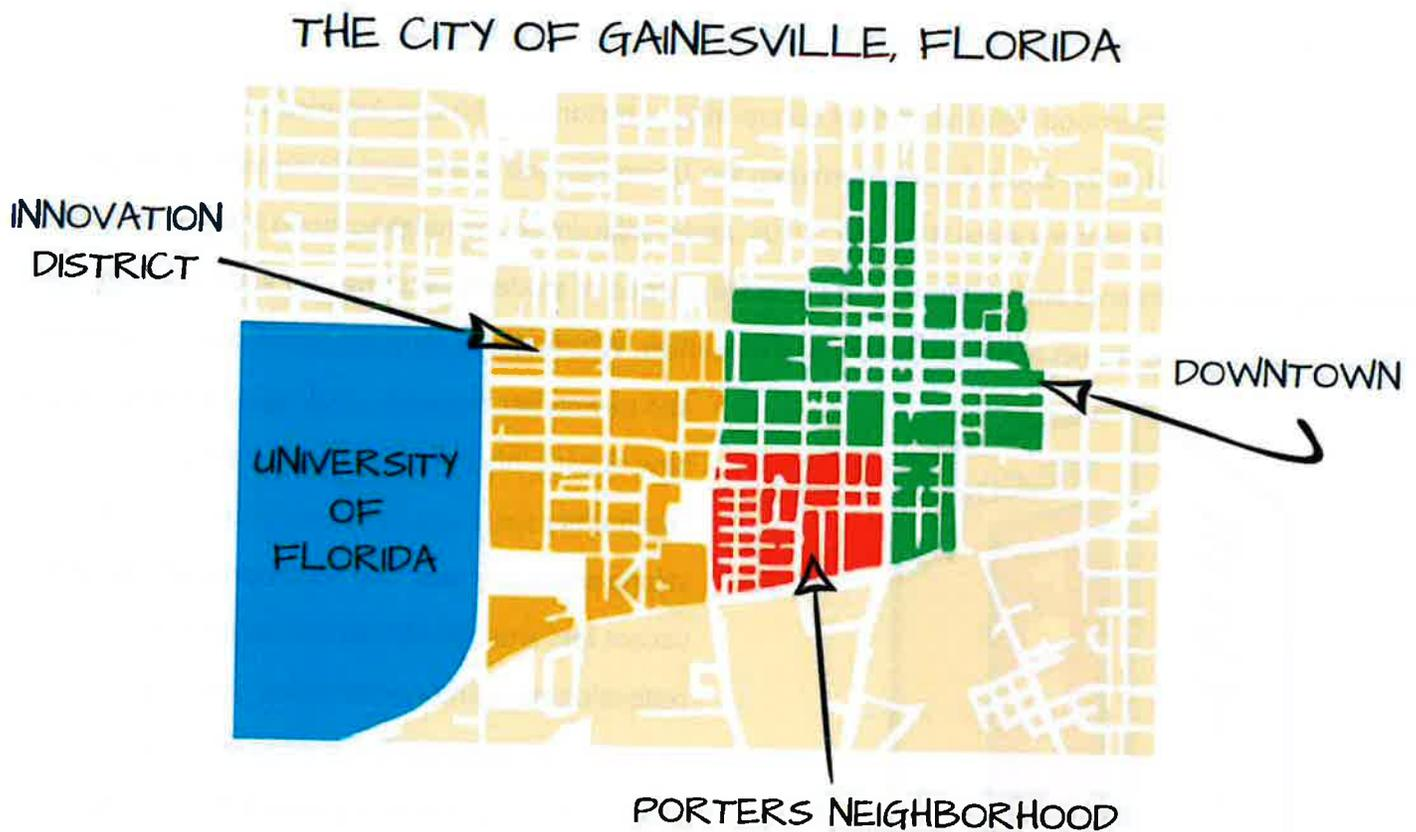 THE CITY OF GAINESVILLE, FLORIDA
INNOVATION
DISTRICT
DOWNTOWN
UNIVERSITY
OF
FLORIDA
PORTERS NEIGHBORHOOD